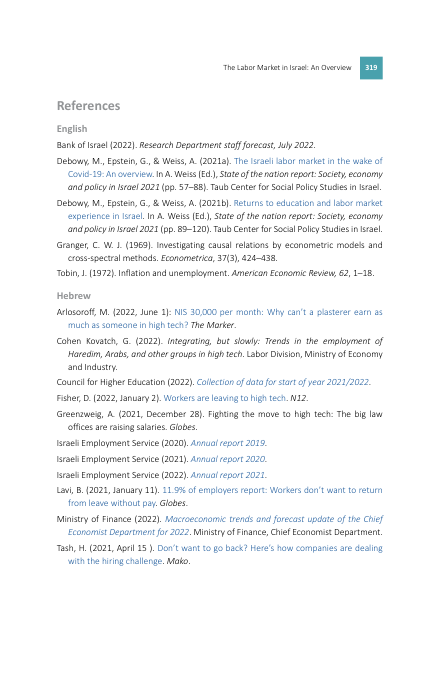 The Labor Market in Israel: An Overview 319
References
English
Bank of Israel (2022). Research Department staff forecast, July 2022.
Debowy, M., Epstein, G., & Weiss, A. (2021a). The Israeli labor market in the wake of
Covid-19: An overview. In A. Weiss (Ed.), State of the nation report: Society, economy
and policy in Israel 2021 (pp. 57–88). Taub Center for Social Policy Studies in Israel.
Debowy, M., Epstein, G., & Weiss, A. (2021b). Returns to education and labor market
experience in Israel. In A. Weiss (Ed.), State of the nation report: Society, economy
and policy in Israel 2021 (pp. 89–120). Taub Center for Social Policy Studies in Israel.
Granger, C. W. J. (1969). Investigating causal relations by econometric models and
cross-spectral methods. Econometrica, 37(3), 424–438.
Tobin, J. (1972). Inflation and unemployment. American Economic Review, 62, 1–18.
Hebrew
Arlosoroff, M. (2022, June 1): NIS 30,000 per month: Why can't a plasterer earn as
much as someone in high tech? The Marker.
Cohen Kovatch, G. (2022). Integrating, but slowly: Trends in the employment of
Haredim, Arabs, and other groups in high tech. Labor Division, Ministry of Economy
and Industry.
Council for Higher Education (2022). Collection of data for start of year 2021/2022.
Fisher, D. (2022, January 2). Workers are leaving to high tech. N12.
Greenzweig, A. (2021, December 28). Fighting the move to high tech: The big law
offices are raising salaries. Globes.
Israeli Employment Service (2020). Annual report 2019.
Israeli Employment Service (2021). Annual report 2020.
Israeli Employment Service (2022). Annual report 2021.
Lavi, B. (2021, January 11). 11.9% of employers report: Workers don't want to return
from leave without pay. Globes.
Ministry of Finance (2022). Macroeconomic trends and forecast update of the Chief
Economist Department for 2022. Ministry of Finance, Chief Economist Department.
Tash, H. (2021, April 15 ). Don't want to go back? Here's how companies are dealing
with the hiring challenge. Mako.